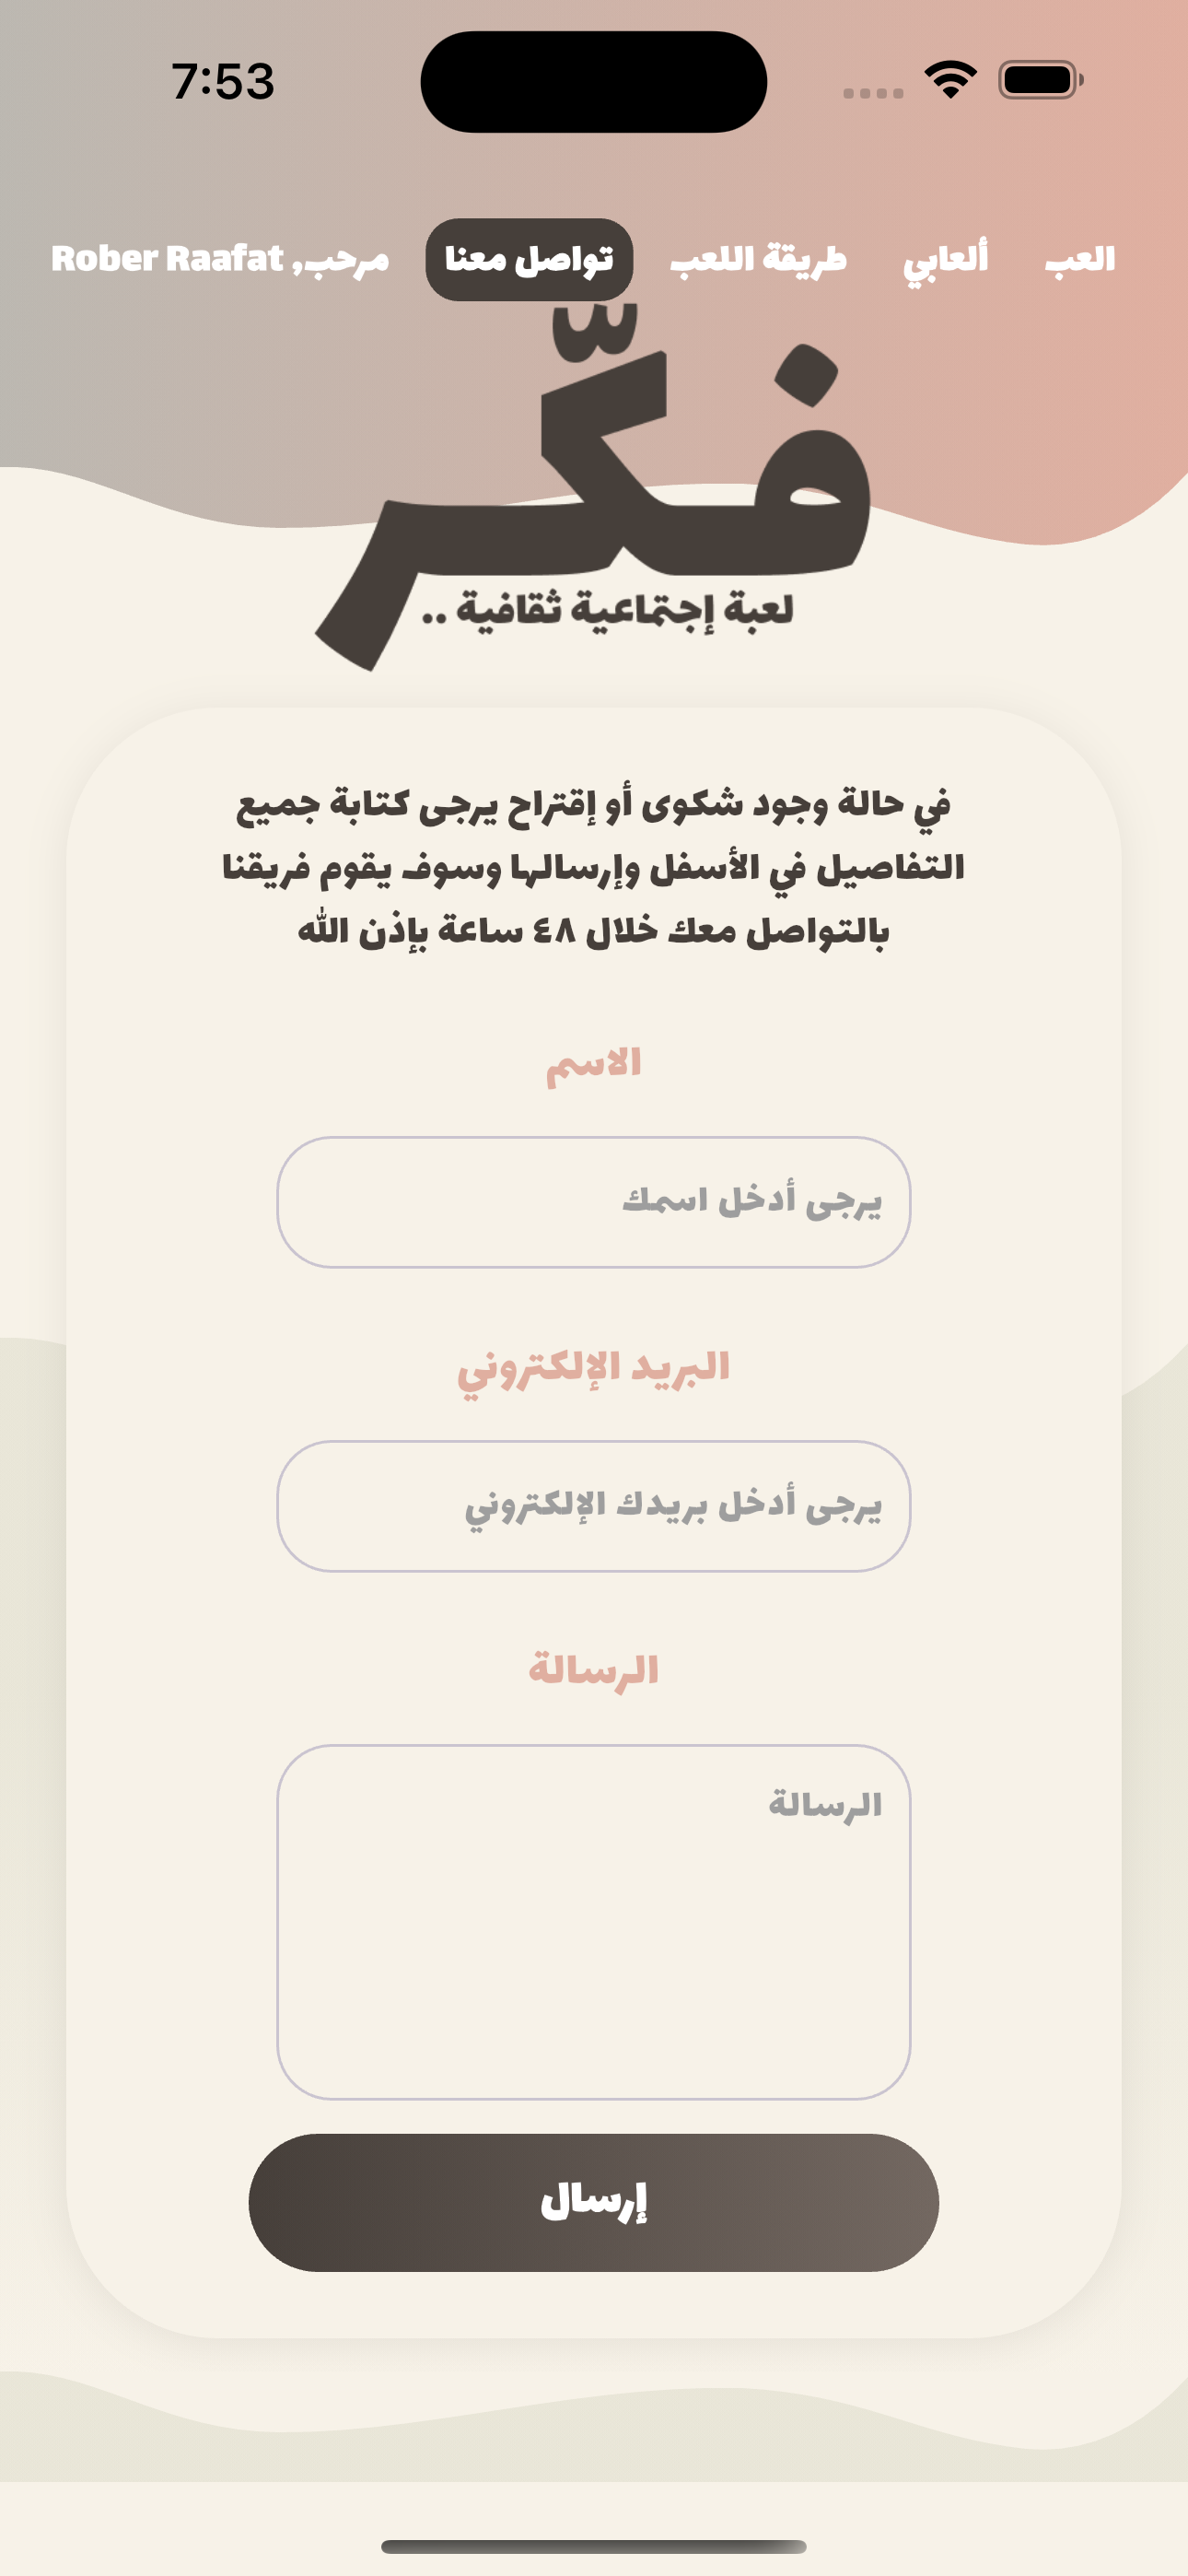 7:53
العب
ألعابي
طريقة اللعب
تواصل معنا
مرحب, Rober Raafat
فكّر
لعبة إجتماعية ثقافية ..
في حالة وجود شكوى أو إقتراح يرجى كتابة جميع
التفاصيل في الأسفل وإرسالها وسوف يقوم فريقنا
بالتواصل معك خلال ٤٨ ساعة بإذن الله
الاسم
يرجى أدخل اسمك
البريد الإلكتروني
يرجى أدخل بريدك الإلكتروني
الرسالة
الرسالة
إرسال